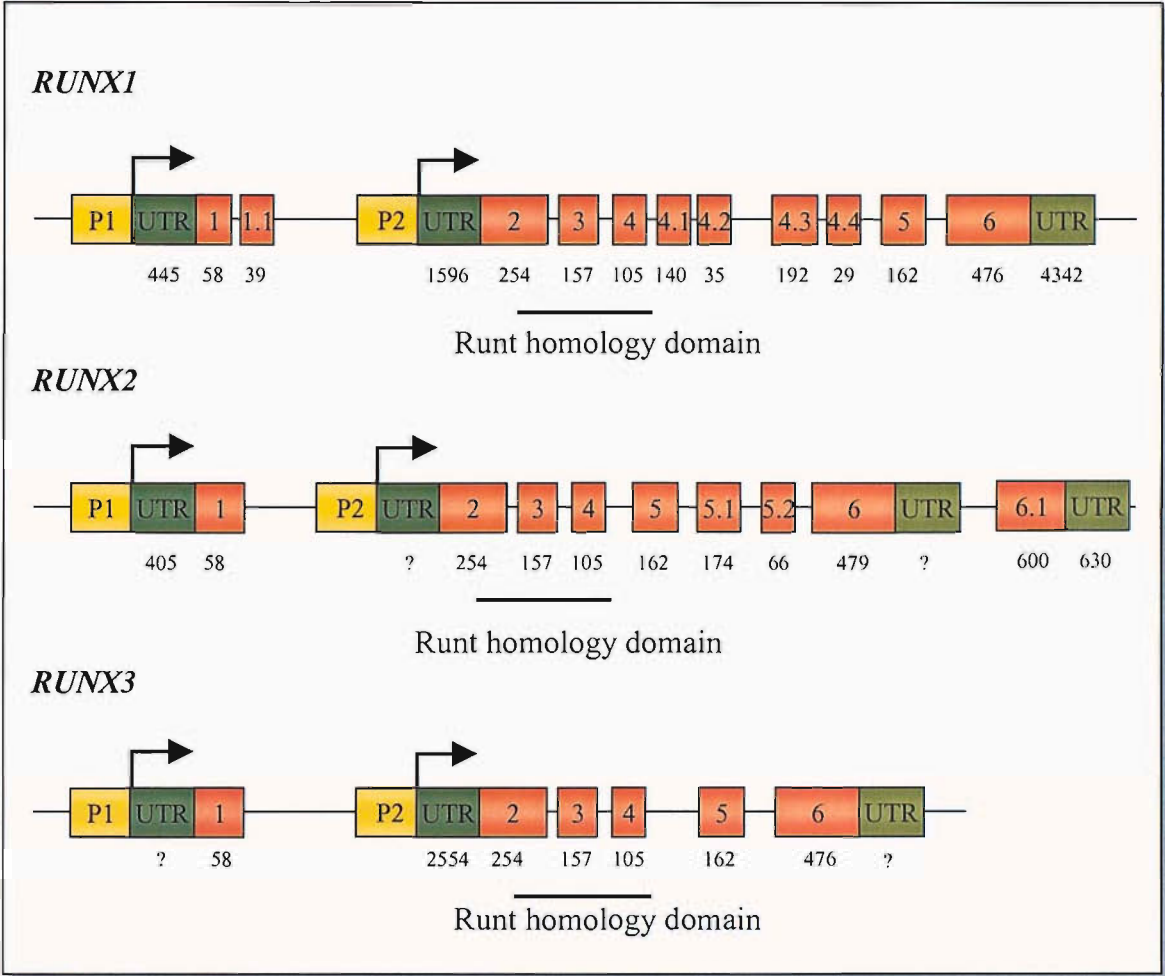 RUNX1
P1 UTR 1 1.1 P2 UTR 2 3 4 4.1 4.2 4.3 4.4 5 6 UTR
445 58 39 1596 254 157 105 140 35 192 29 162 476 4342
Runt homology domain
RUNX2
P1 UTR 1 P2 UTR 2 3 4 5 5.1 5.2 6 UTR 6.1 UTR
405 58 ? 254 157 105 162 174 66 479 ? 600 630
Runt homology domain
RUNX3
P1 UTR 1 P2 UTR 2 3 4 5 6 UTR
? 58 2554 254 157 105 162 476 ?
Runt homology domain